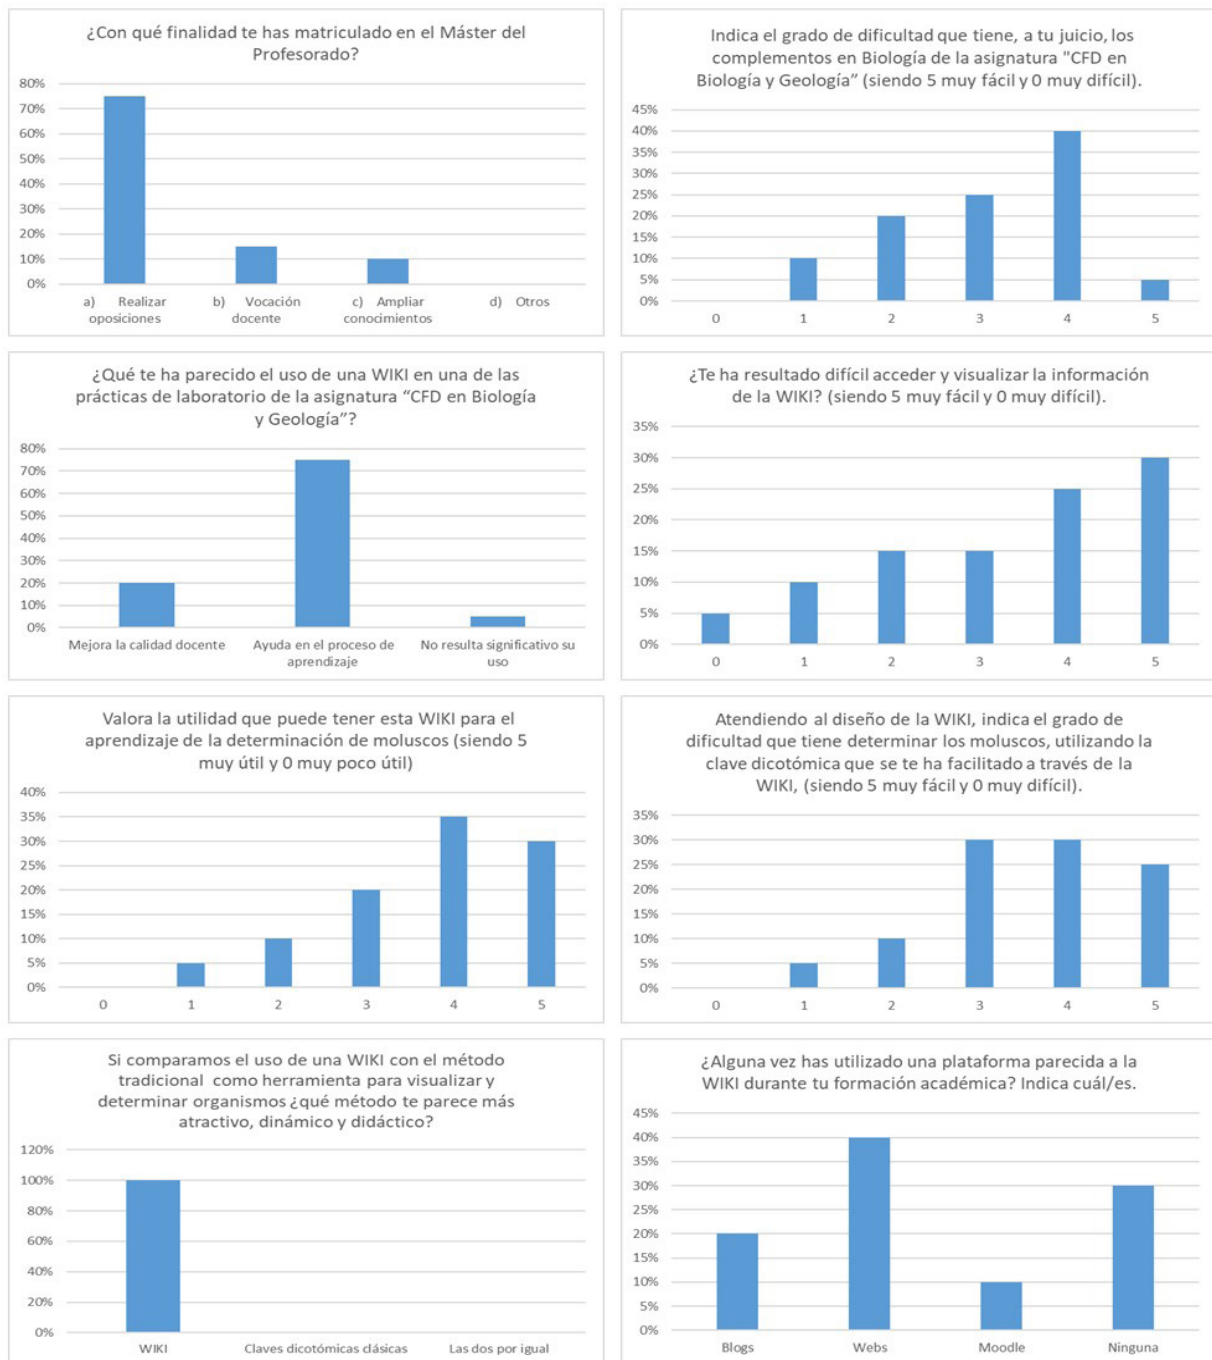 ¿Con qué finalidad te has matriculado en el Máster del
Profesorado?
80%
70%
60%
50%
40%
30%
20%
10%
0%
a) Realizar
oposiciones
b) Vocación
docente
c) Ampliar
conocimientos
d) Otros
Indica el grado de dificultad que tiene, a tu juicio, los
complementos en Biología de la asignatura "CFD en
Biología y Geología” (siendo 5 muy fácil y 0 muy difícil).
45%
40%
35%
30%
25%
20%
15%
10%
5%
0%
0 1 2 3 4 5
¿Qué te ha parecido el uso de una WIKI en una de las
prácticas de laboratorio de la asignatura “CFD en Biología
y Geología”?
80%
70%
60%
50%
40%
30%
20%
10%
0%
Mejora la calidad docente
Ayuda en el proceso de
aprendizaje
No resulta significativo su
uso
¿Te ha resultado difícil acceder y visualizar la información
de la WIKI? (siendo 5 muy fácil y 0 muy difícil).
35%
30%
25%
20%
15%
10%
5%
0%
0 1 2 3 4 5
Valora la utilidad que puede tener esta WIKI para el
aprendizaje de la determinación de moluscos (siendo 5
muy útil y 0 muy poco útil)
40%
35%
30%
25%
20%
15%
10%
5%
0%
0 1 2 3 4 5
Atendiendo al diseño de la WIKI, indica el grado de
dificultad que tiene determinar los moluscos, utilizando la
clave dicotómica que se te ha facilitado a través de la
WIKI, (siendo 5 muy fácil y 0 muy difícil).
35%
30%
25%
20%
15%
10%
5%
0%
0 1 2 3 4 5
Si comparamos el uso de una WIKI con el método
tradicional como herramienta para visualizar y
determinar organismos ¿qué método te parece más
atractivo, dinámico y didáctico?
120%
100%
80%
60%
40%
20%
0%
WIKI Claves dicotómicas clásicas Las dos por igual
¿Alguna vez has utilizado una plataforma parecida a la
WIKI durante tu formación académica? Indica cuál/es.
45%
40%
35%
30%
25%
20%
15%
10%
5%
0%
Blogs Webs Moodle Ninguna